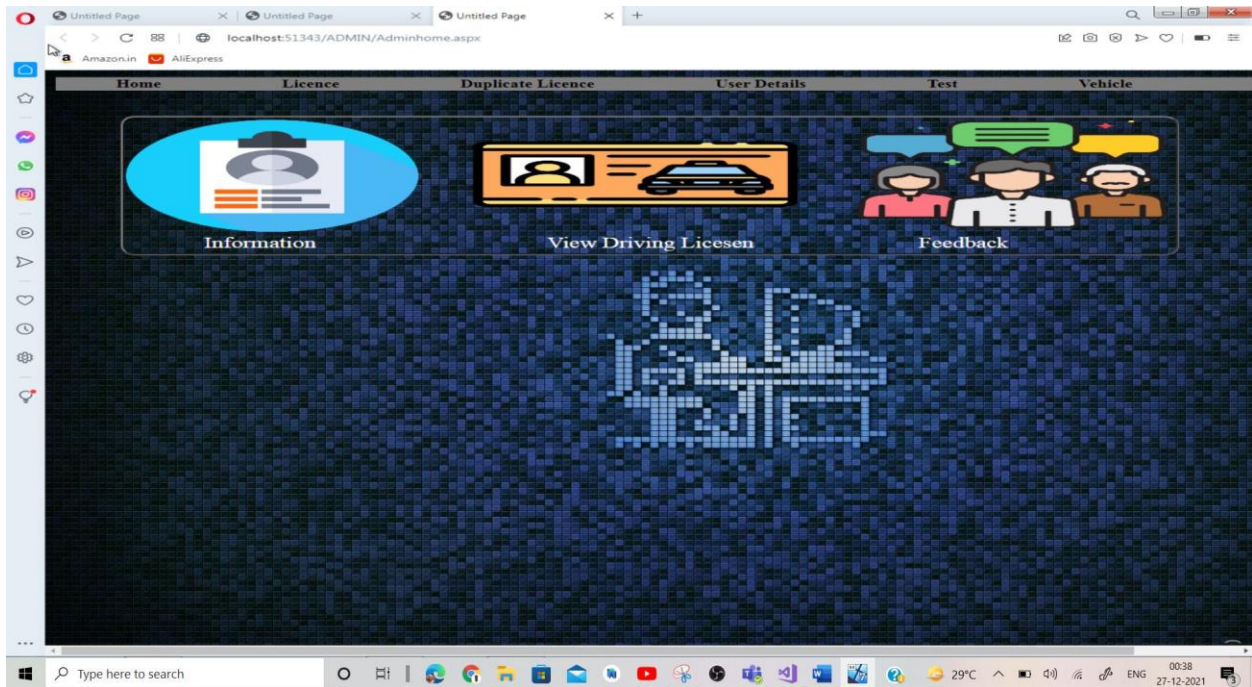 Untitled Page
Untitled Page
Untitled Page
88
localhost:51343/ADMIN/Adminhome.aspx
a Amazon.in AliExpress
Home Licence Duplicate Licence User Details Test Vehicle
Information View Driving Licesen Feedback
Type here to search
29°C ENG 00:38
27-12-2021
3